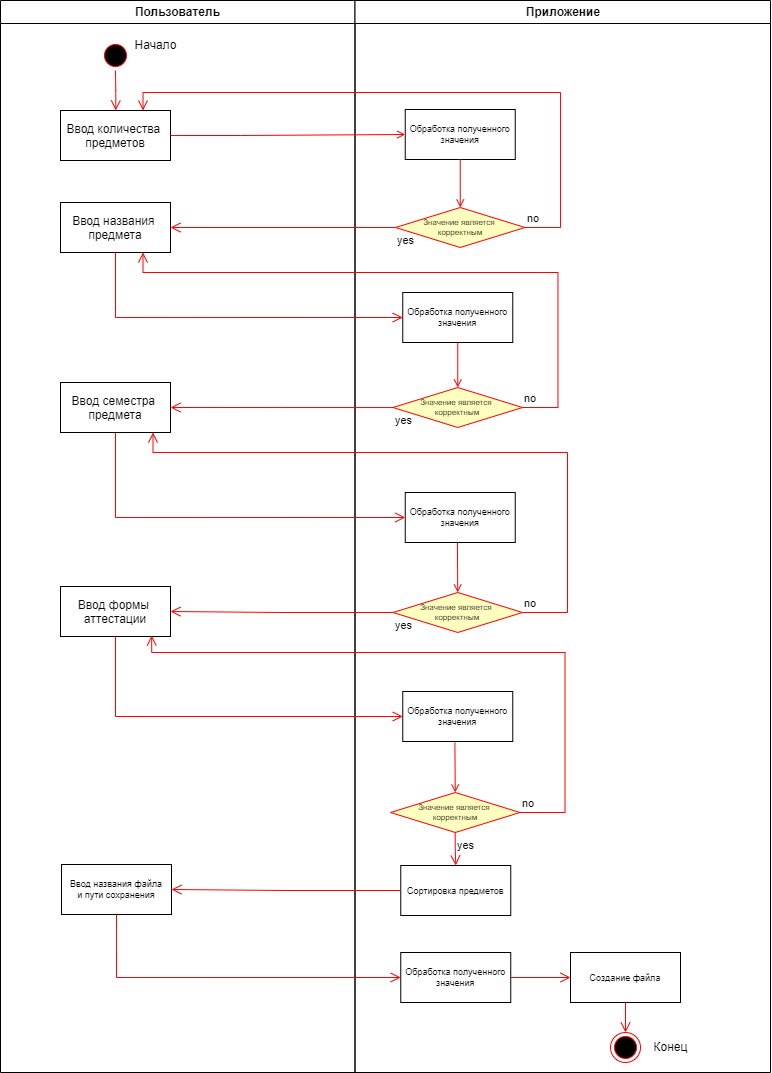 Пользователь
Приложение
Начало
Ввод количества
предметов
Обработка полученного
значения
Значение является
корректным
no
yes
Ввод названия
предмета
Обработка полученного
значения
Значение является
корректным
no
yes
Ввод семестра
предмета
Обработка полученного
значения
Значение является
корректным
no
yes
Ввод формы
аттестации
Обработка полученного
значения
Значение является
корректным
no
yes
Сортировка предметов
Ввод названия файла
и пути сохранения
Обработка полученного
значения
Создание файла
Конец